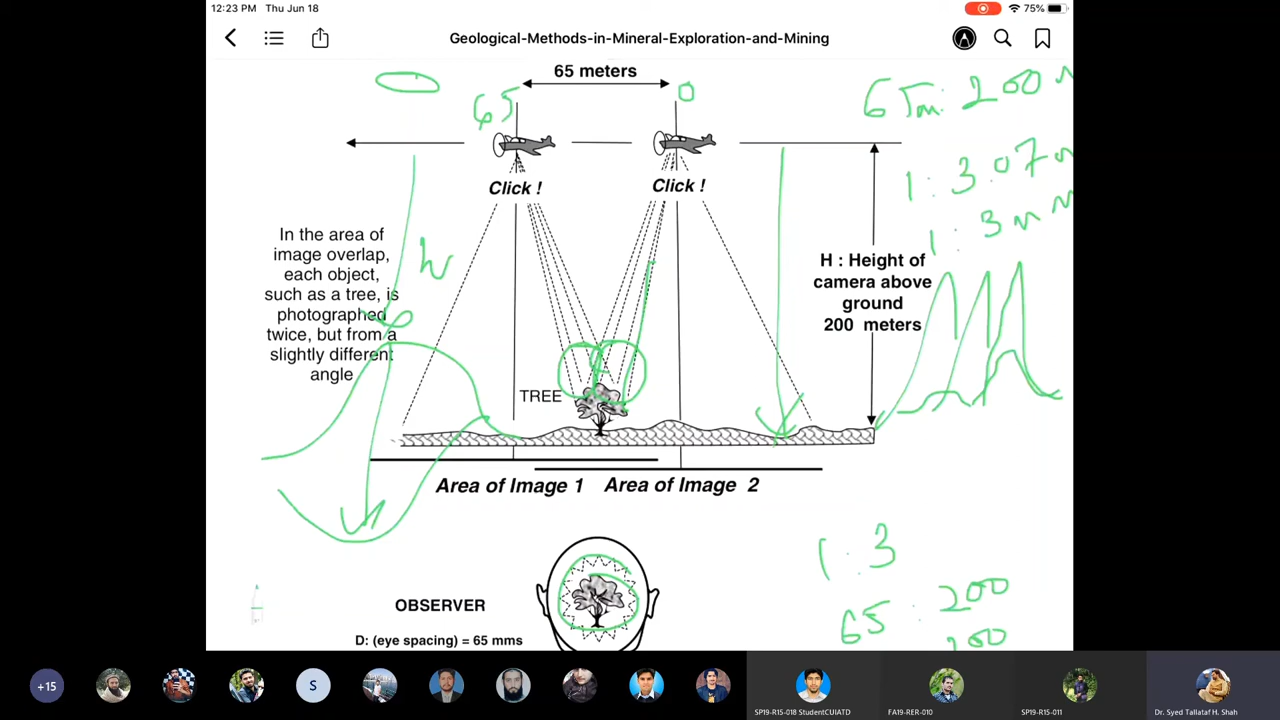 12:23 PM Thu Jun 18
75%
Geological-Methods-in-Mineral-Exploration-and-Mining
65 meters
65
0
65m: 200 m
1 : 3.07 m
1 : 3 m m
Click !
Click !
In the area of
image overlap,
each object,
such as a tree, is
photographed
twice, but from a
slightly different
angle
h
H : Height of
camera above
ground
200 meters
TREE
Area of Image 1
Area of Image 2
1 : 3
65 : 200
200
OBSERVER
D: (eye spacing) = 65 mms
+15
S
SP19-R15-018 StudentCUIATD
FA19-RER-010
SP19-R15-011
Dr. Syed Tallataf H. Shah